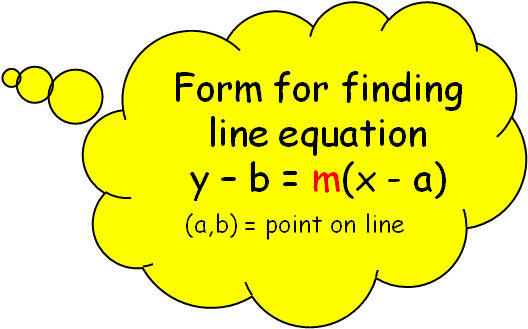 Form for finding
line equation
y – b = m(x - a)
(a,b) = point on line